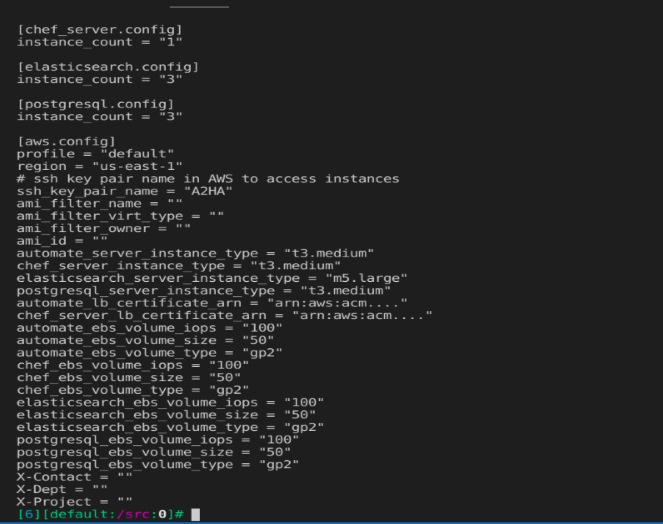 [chef_server.config]
instance_count = "1"
[elasticsearch.config]
instance_count = "3"
[postgresql.config]
instance_count = "3"
[aws.config]
profile = "default"
region = "us-east-1"
# ssh key pair name in AWS to access instances
ssh_key_pair_name = "A2HA"
ami_filter_name = ""
ami_filter_virt_type = ""
ami_filter_owner = ""
ami_id = ""
automate_server_instance_type = "t3.medium"
chef_server_instance_type = "t3.medium"
elasticsearch_server_instance_type = "m5.large"
postgresql_server_instance_type = "t3.medium"
automate_lb_certificate_arn = "arn:aws:acm...."
chef_server_lb_certificate_arn = "arn:aws:acm...."
automate_ebs_volume_iops = "100"
automate_ebs_volume_size = "50"
automate_ebs_volume_type = "gp2"
chef_ebs_volume_iops = "100"
chef_ebs_volume_size = "50"
chef_ebs_volume_type = "gp2"
elasticsearch_ebs_volume_iops = "100"
elasticsearch_ebs_volume_size = "50"
elasticsearch_ebs_volume_type = "gp2"
postgresql_ebs_volume_iops = "100"
postgresql_ebs_volume_size = "50"
postgresql_ebs_volume_type = "gp2"
X-Contact = ""
X-Dept = ""
X-Project = ""
[6][default:/src:0]#